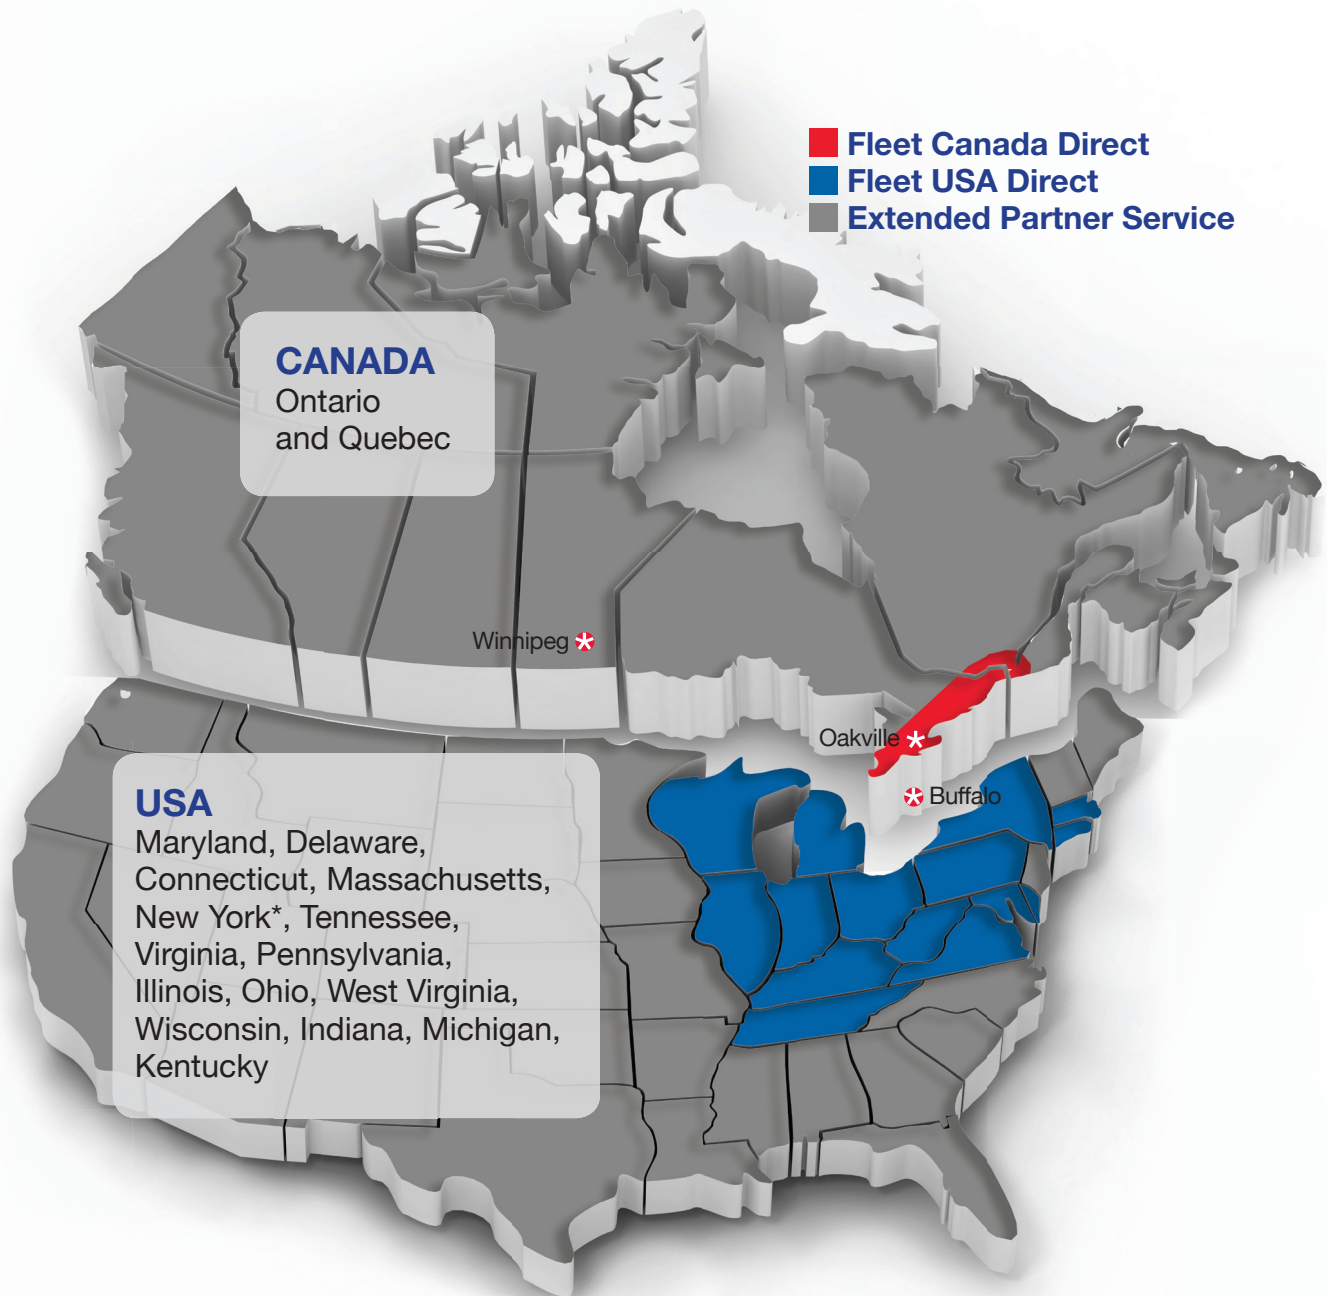 Fleet Canada Direct
Fleet USA Direct
Extended Partner Service
CANADA
Ontario
and Quebec
Winnipeg
Oakville
Buffalo
USA
Maryland, Delaware,
Connecticut, Massachusetts,
New York*, Tennessee,
Virginia, Pennsylvania,
Illinois, Ohio, West Virginia,
Wisconsin, Indiana, Michigan,
Kentucky